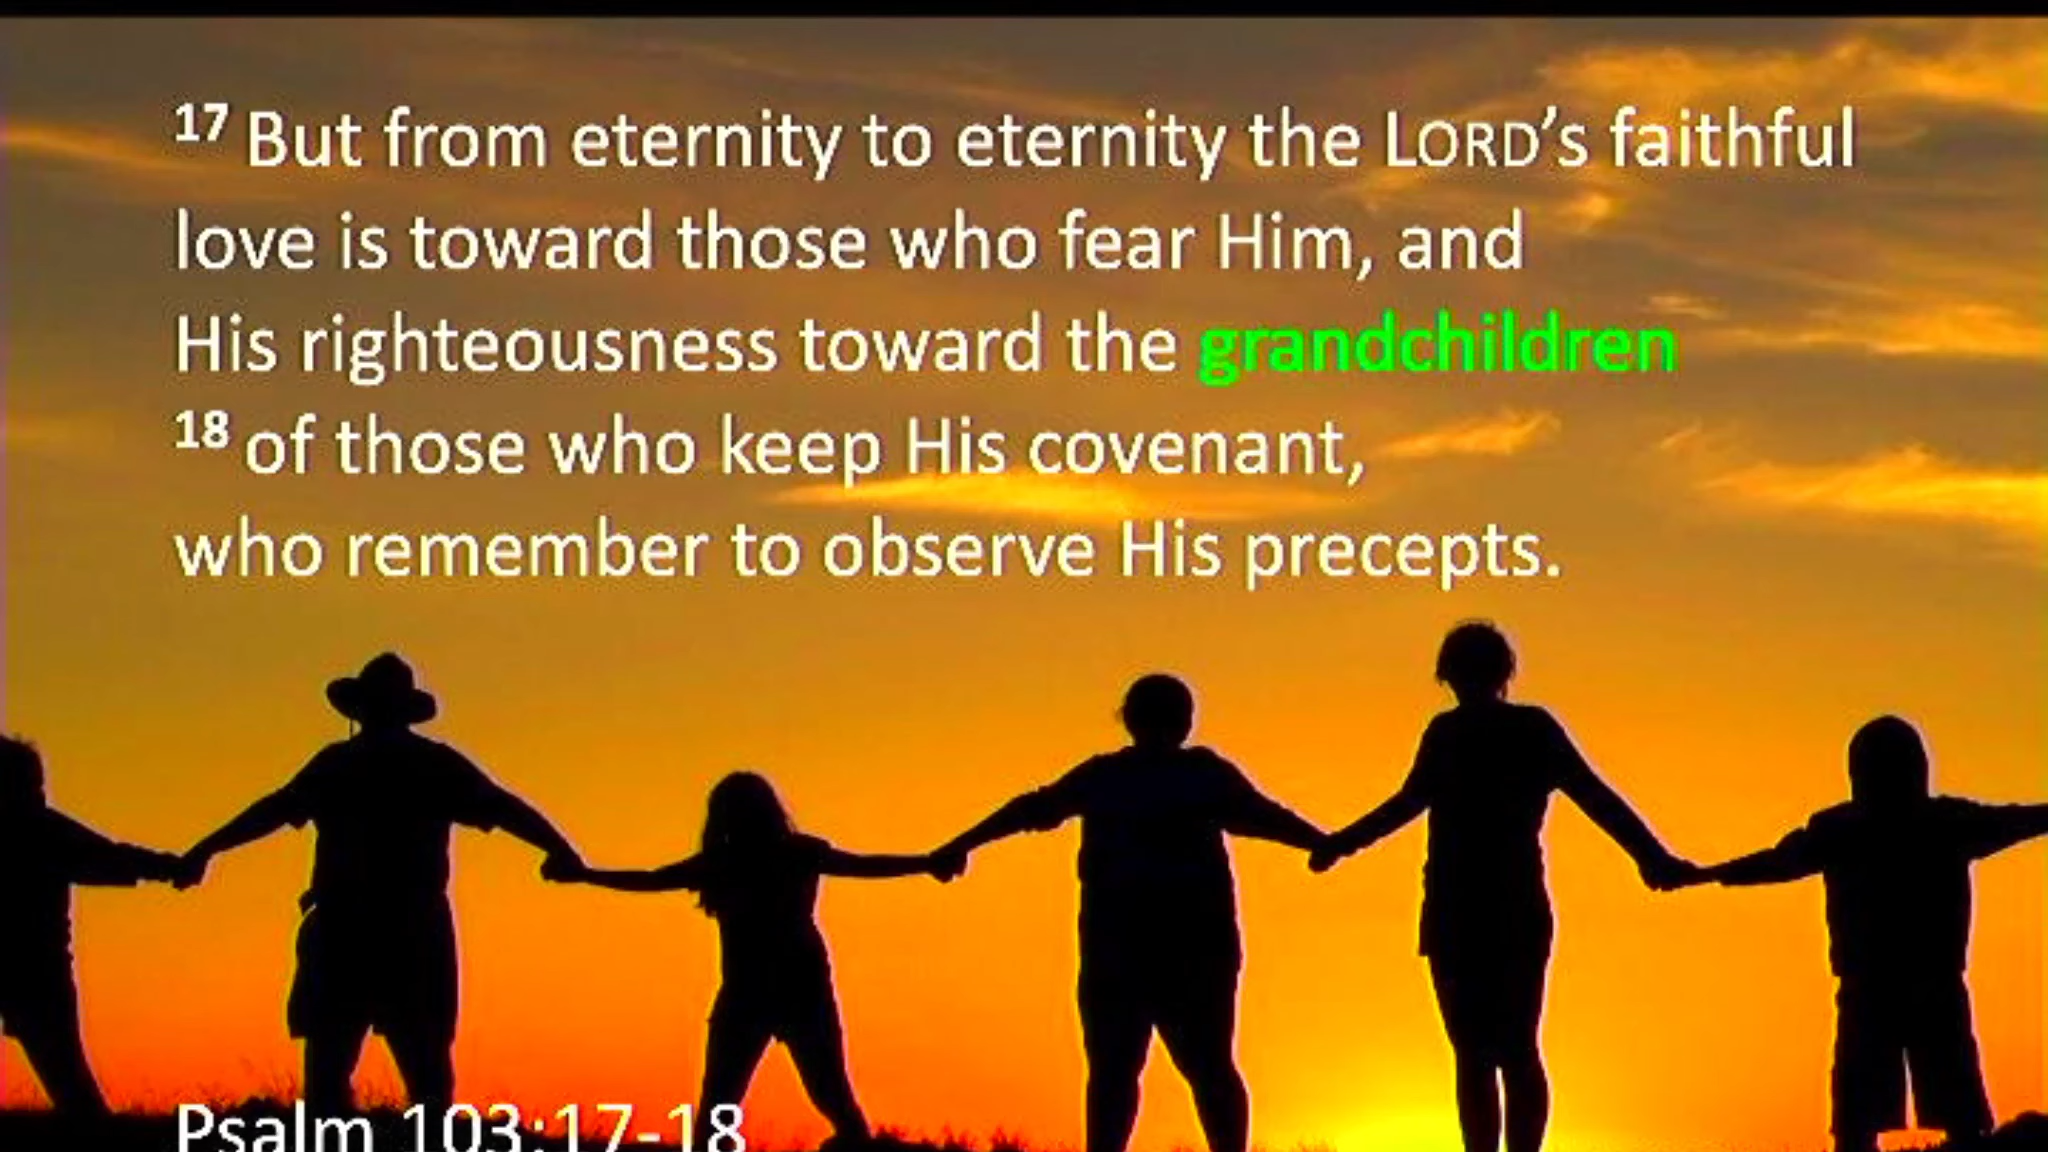 17 But from eternity to eternity the LORD’s faithful
love is toward those who fear Him, and
His righteousness toward the grandchildren
18 of those who keep His covenant,
who remember to observe His precepts.
Psalm 103:17-18